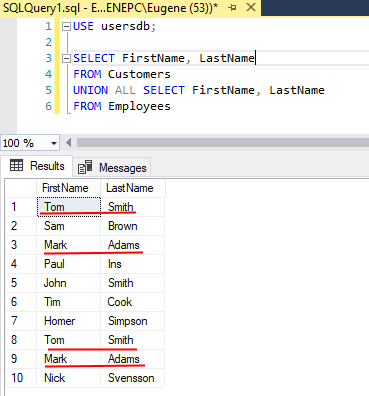 SQLQuery1.sql - E...ENEPC\Eugene (53))*
1 USE usersdb;
2
3 SELECT FirstName, LastName
4 FROM Customers
5 UNION ALL SELECT FirstName, LastName
6 FROM Employees
100 %
Results Messages
FirstName LastName
1 Tom Smith
2 Sam Brown
3 Mark Adams
4 Paul Ins
5 John Smith
6 Tim Cook
7 Homer Simpson
8 Tom Smith
9 Mark Adams
10 Nick Svensson